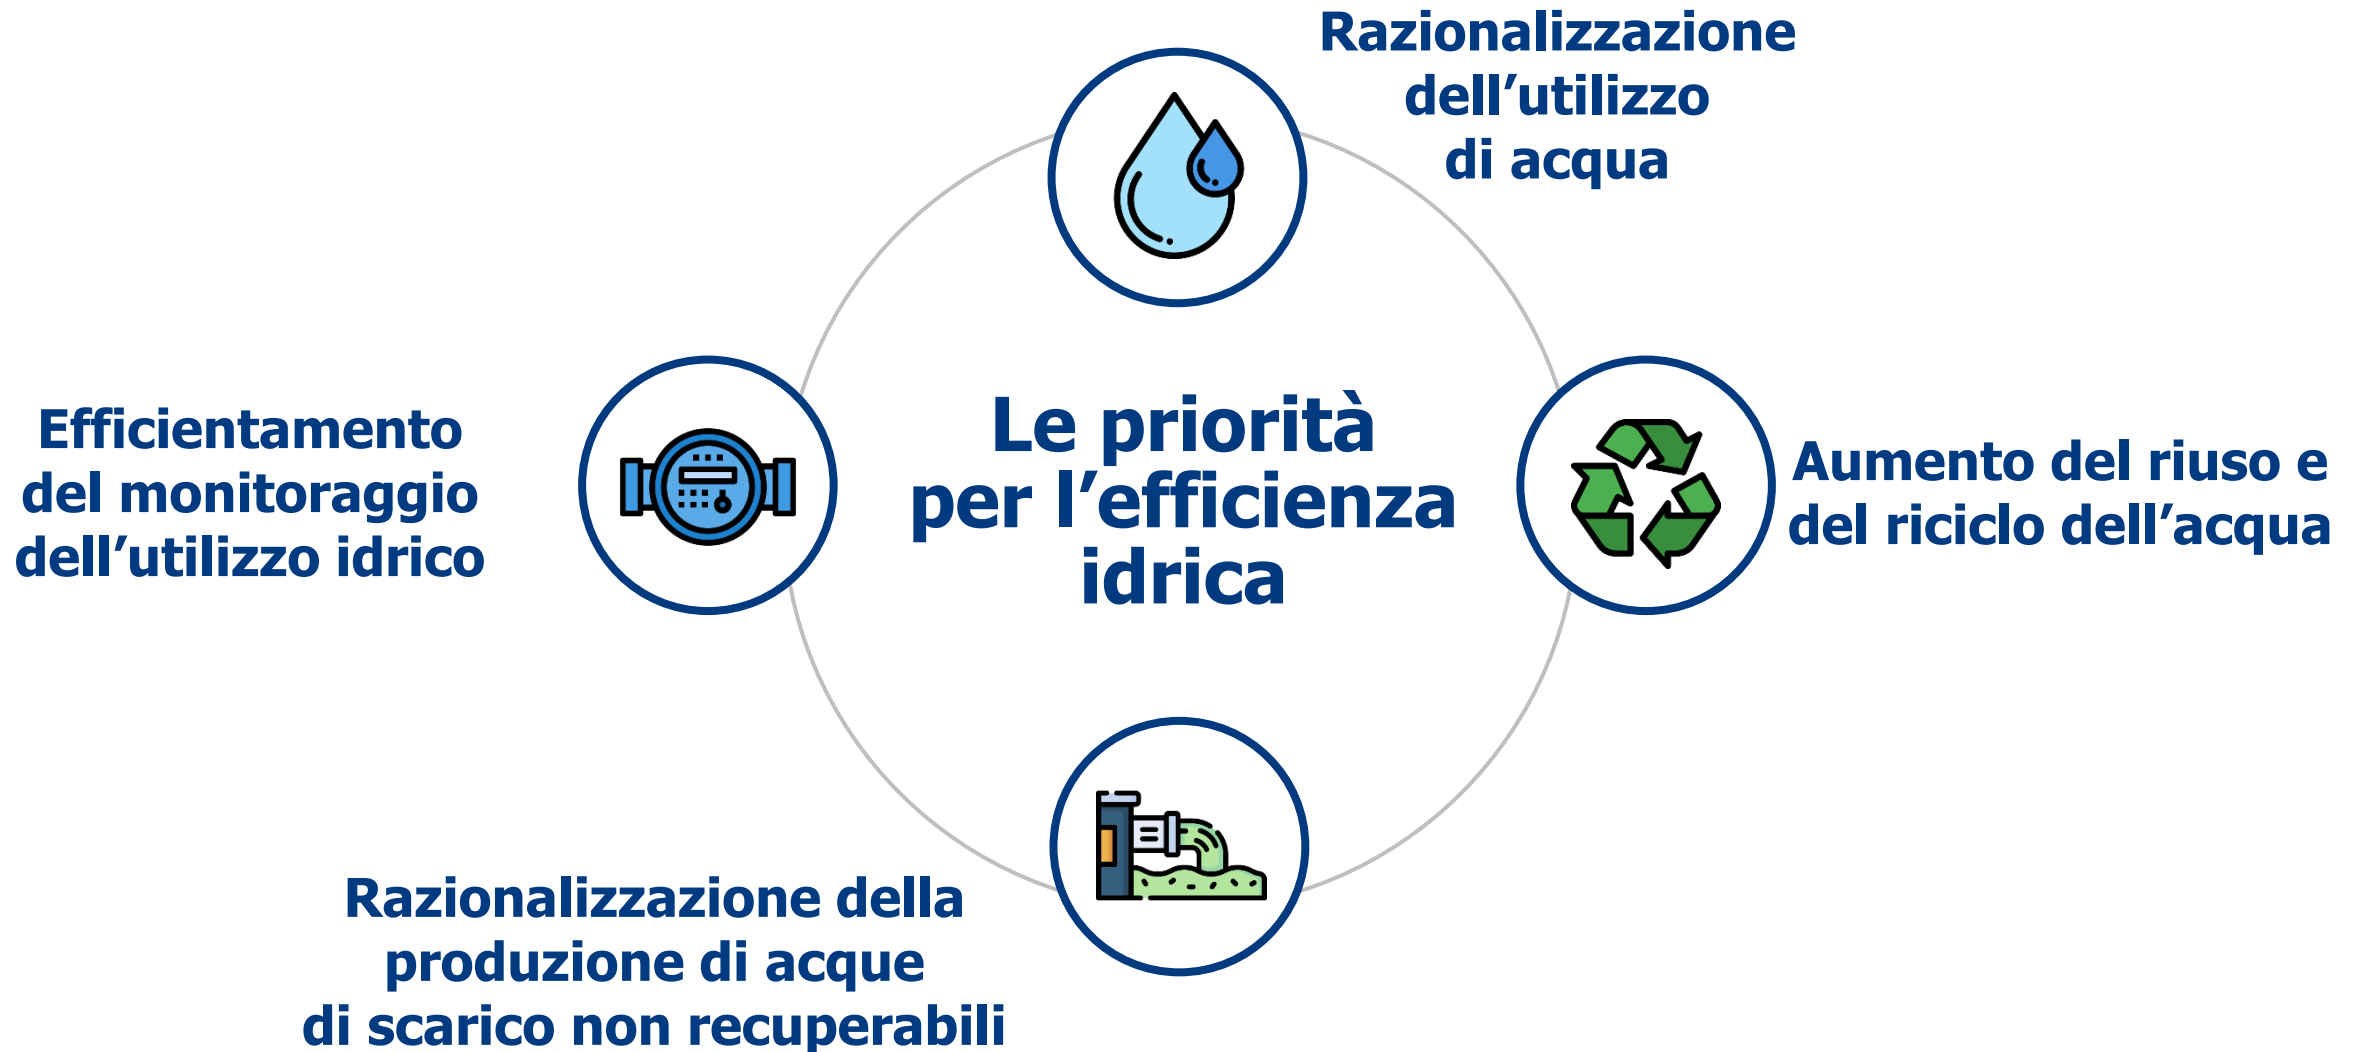 Razionalizzazione
dell’utilizzo
di acqua
Le priorità
per l’efficienza
idrica
Efficientamento
del monitoraggio
dell’utilizzo idrico
Aumento del riuso e
del riciclo dell’acqua
Razionalizzazione della
produzione di acque
di scarico non recuperabili